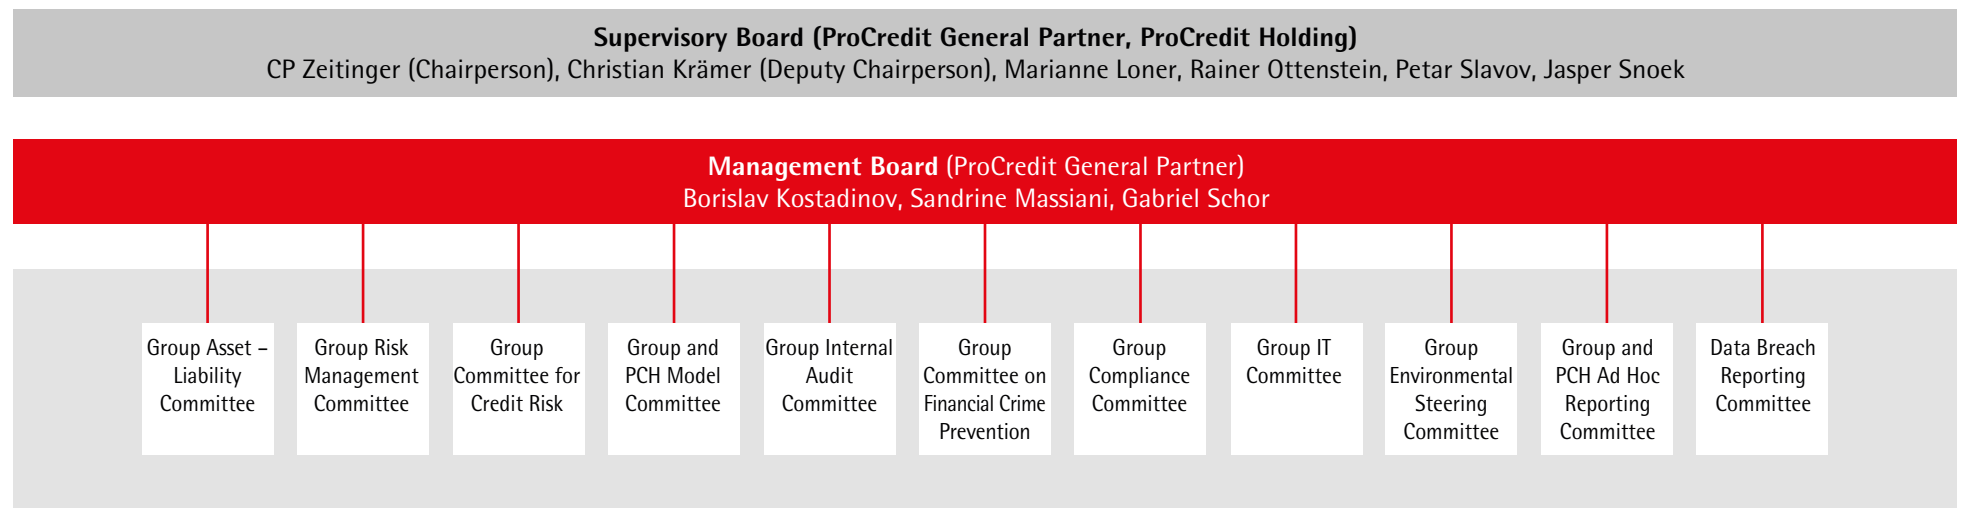 Supervisory Board (ProCredit General Partner, ProCredit Holding)
CP Zeitinger (Chairperson), Christian Krämer (Deputy Chairperson), Marianne Loner, Rainer Ottenstein, Petar Slavov, Jasper Snoek
Management Board (ProCredit General Partner)
Borislav Kostadinov, Sandrine Massiani, Gabriel Schor
Group Asset –
Liability
Committee
Group Risk
Management
Committee
Group
Committee for
Credit Risk
Group and
PCH Model
Committee
Group Internal
Audit
Committee
Group
Committee on
Financial Crime
Prevention
Group
Compliance
Committee
Group IT
Committee
Group
Environmental
Steering
Committee
Group and
PCH Ad Hoc
Reporting
Committee
Data Breach
Reporting
Committee